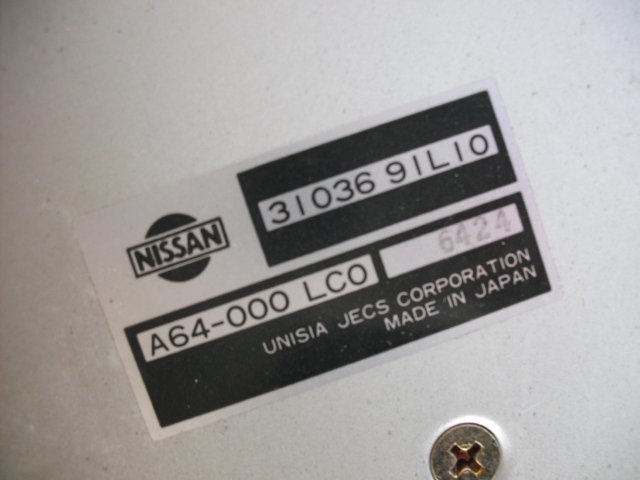 NISSAN
31036 91L10
A64-000 LC0
6424
UNISIA JECS CORPORATION
MADE IN JAPAN